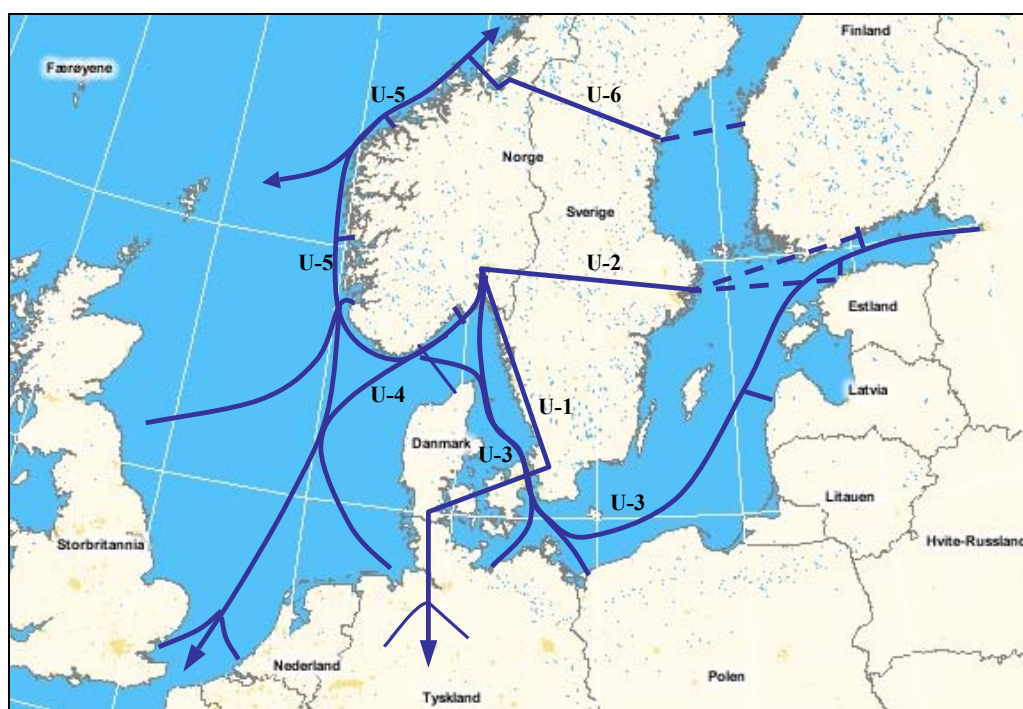 Finland
Færøyene
U-5
U-6
Norge
Sverige
U-5
U-2
Estland
Latvia
U-4
U-1
Danmark
U-3
U-3
Litauen
Storbritannia
Hvite-Russland
Nederland
Polen
Tyskland